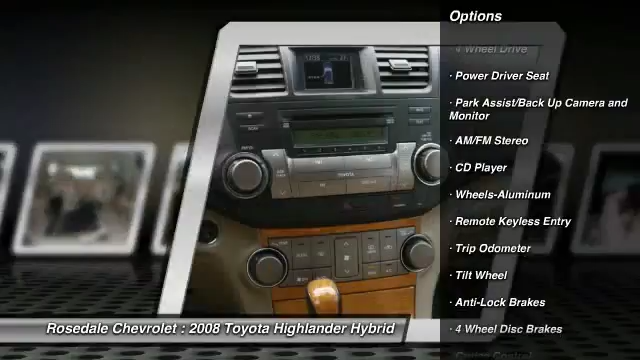 Options
4 Wheel Drive
· Power Driver Seat
· Park Assist/Back Up Camera and
Monitor
· AM/FM Stereo
· CD Player
· Wheels-Aluminum
· Remote Keyless Entry
· Trip Odometer
· Tilt Wheel
· Anti-Lock Brakes
· 4 Wheel Disc Brakes
TOYOTA
Rosedale Chevrolet : 2008 Toyota Highlander Hybrid